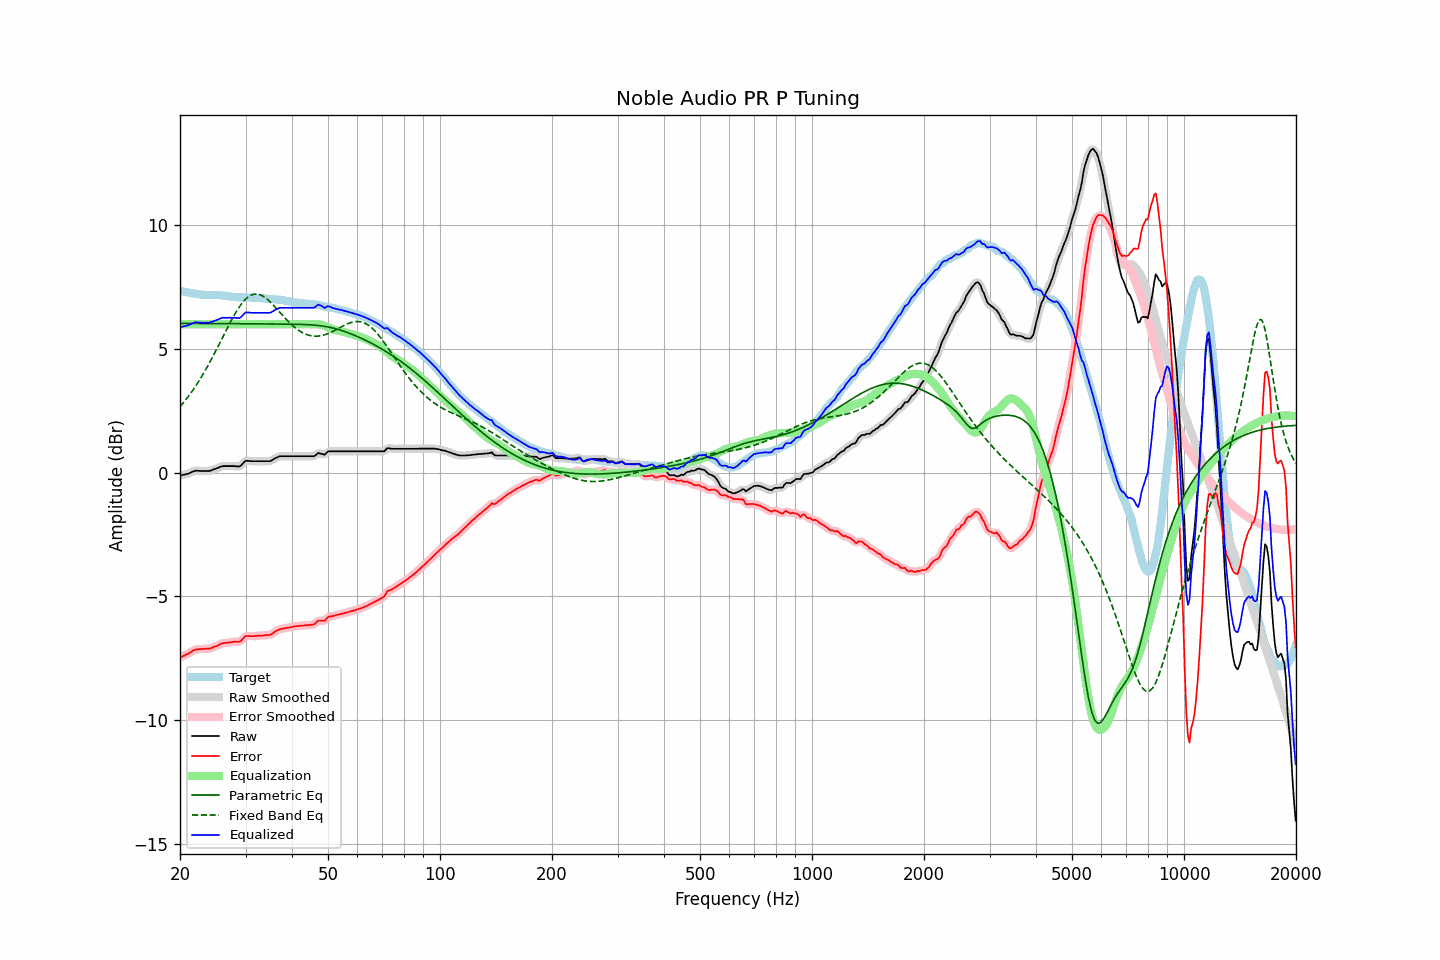 Noble Audio PR P Tuning
Amplitude (dBr)
10
5
0
−5
−10
−15
Target
Raw Smoothed
Error Smoothed
Raw
Error
Equalization
Parametric Eq
Fixed Band Eq
Equalized
20 50 100 200 500 1000 2000 5000 10000 20000
Frequency (Hz)